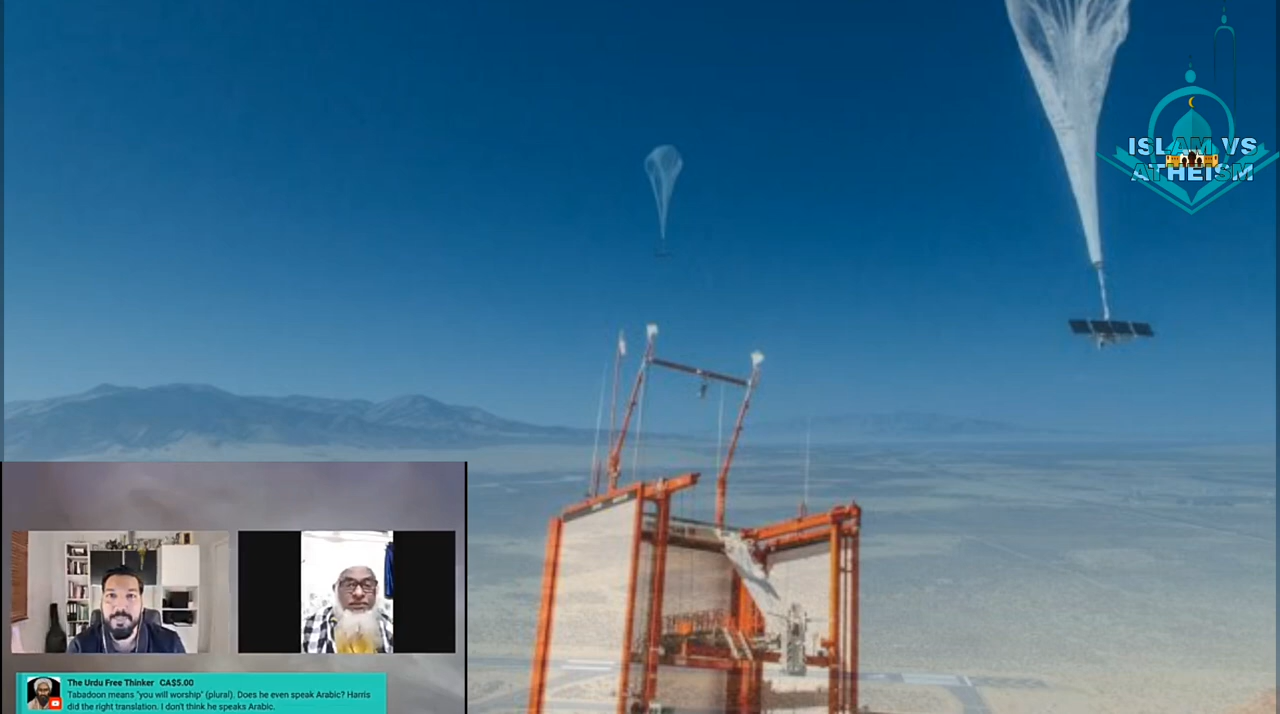 ISLAM VS
ATHEISM
The Urdu Free Thinker CA$5.00
Tabadoon means "you will worship" (plural). Does he even speak Arabic? Harris
did the right translation. I don't think he speaks Arabic.